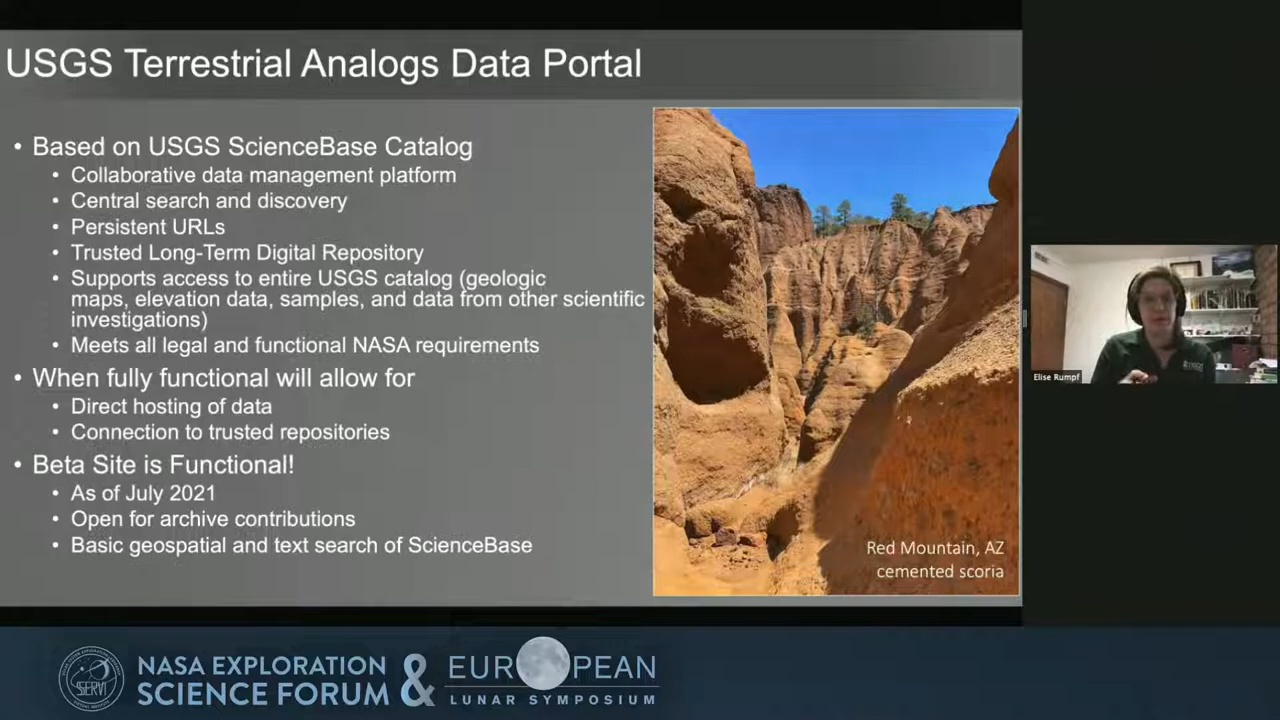 USGS Terrestrial Analogs Data Portal
• Based on USGS ScienceBase Catalog
• Collaborative data management platform
• Central search and discovery
• Persistent URLs
• Trusted Long-Term Digital Repository
• Supports access to entire USGS catalog (geologic
maps, elevation data, samples, and data from other scientific
investigations)
• Meets all legal and functional NASA requirements
• When fully functional will allow for
• Direct hosting of data
• Connection to trusted repositories
• Beta Site is Functional!
• As of July 2021
• Open for archive contributions
• Basic geospatial and text search of ScienceBase
Red Mountain, AZ
cemented scoria
Elise Rumpf
SERVI
NASA EXPLORATION
SCIENCE FORUM
&
EUROPEAN
LUNAR SYMPOSIUM